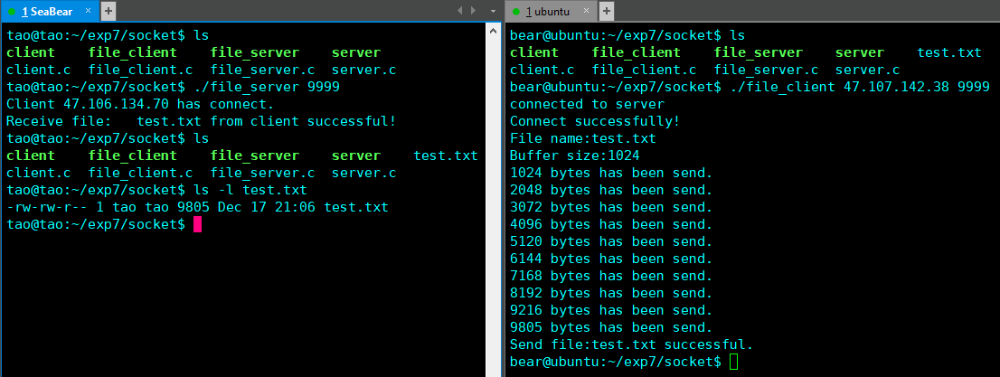 1 SeaBear
tao@tao:~/exp7/socket$ ls
client    file_client    file_server    server
client.c  file_client.c  file_server.c  server.c
tao@tao:~/exp7/socket$ ./file_server 9999
Client 47.106.134.70 has connect.
Receive file:   test.txt from client successful!
tao@tao:~/exp7/socket$ ls
client    file_client    file_server    server    test.txt
client.c  file_client.c  file_server.c  server.c
tao@tao:~/exp7/socket$ ls -l test.txt
-rw-rw-r-- 1 tao tao 9805 Dec 17 21:06 test.txt
tao@tao:~/exp7/socket$
1 ubuntu
bear@ubuntu:~/exp7/socket$ ls
client    file_client    file_server    server    test.txt
client.c  file_client.c  file_server.c  server.c
bear@ubuntu:~/exp7/socket$ ./file_client 47.107.142.38 9999
connected to server
Connect successfully!
File name:test.txt
Buffer size:1024
1024 bytes has been send.
2048 bytes has been send.
3072 bytes has been send.
4096 bytes has been send.
5120 bytes has been send.
6144 bytes has been send.
7168 bytes has been send.
8192 bytes has been send.
9216 bytes has been send.
9805 bytes has been send.
Send file:test.txt successful.
bear@ubuntu:~/exp7/socket$